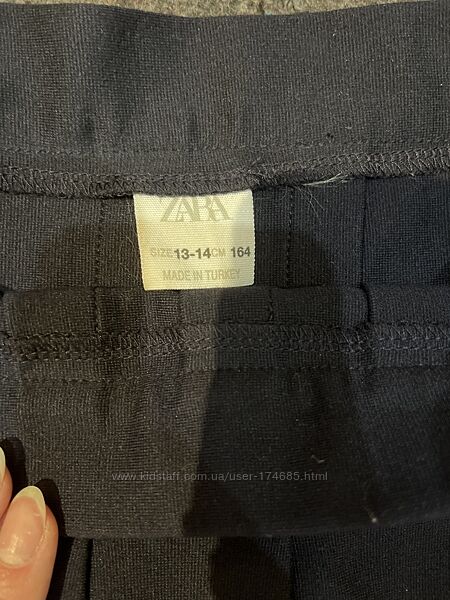 ZARA
SIZE 13-14 CM 164
MADE IN TURKEY
www.kidstaff.com.ua/user-174685.html